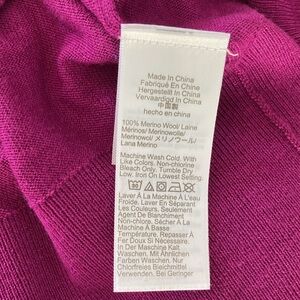 Made In China
Fabriqué En China
Hergestellt In China
Vervaardigd In China
中国製
hecho en china
100% Merino Wool/ Laine
Mérinos/ Merinowolle/
Merinowol/ メリノウール/
Lana Merino
Machine Wash Cold. With
Like Colors. Non-chlorine
Bleach Only. Tumble Dry
Low. Iron On Lowest Setting.
Laver À La Machine À L'eau
Froide. Laver En Séparant
Les Couleurs. Seulement
Agent De Blanchiment
Non-chlore. Sécher À La
Machine À Basse
Température. Repasser À
Fer Doux Si Nécessaire
In Der Maschine Kalt
Waschen. Mit Ähnlichen
Farben Waschen. Nur
Chlorfreies Bleichmittel
Verwenden. Bei Geringer